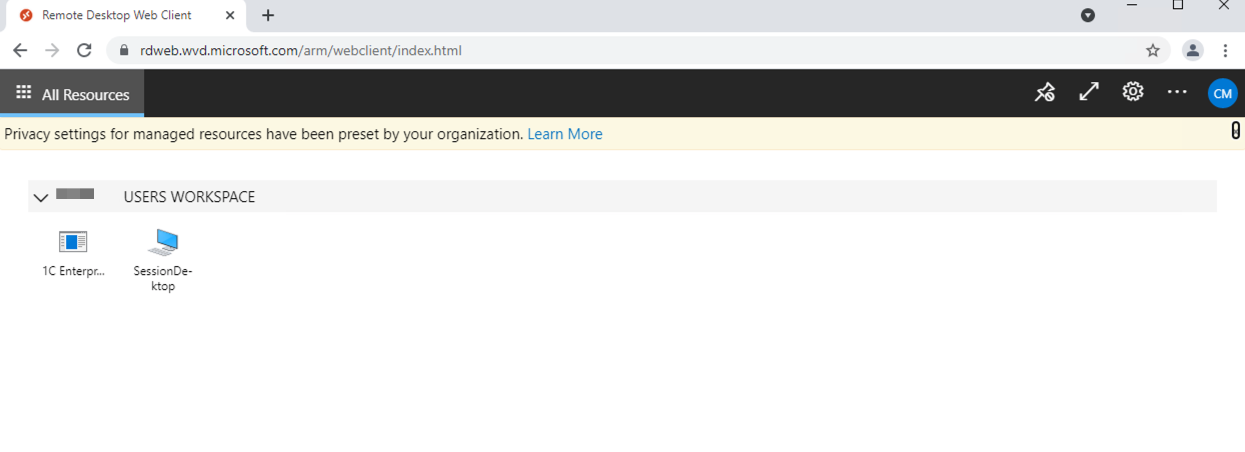 Remote Desktop Web Client
rdweb.wvd.microsoft.com/arm/webclient/index.html
All Resources
CM
Privacy settings for managed resources have been preset by your organization. Learn More
USERS WORKSPACE
1C Enterpr...
SessionDe-
ktop